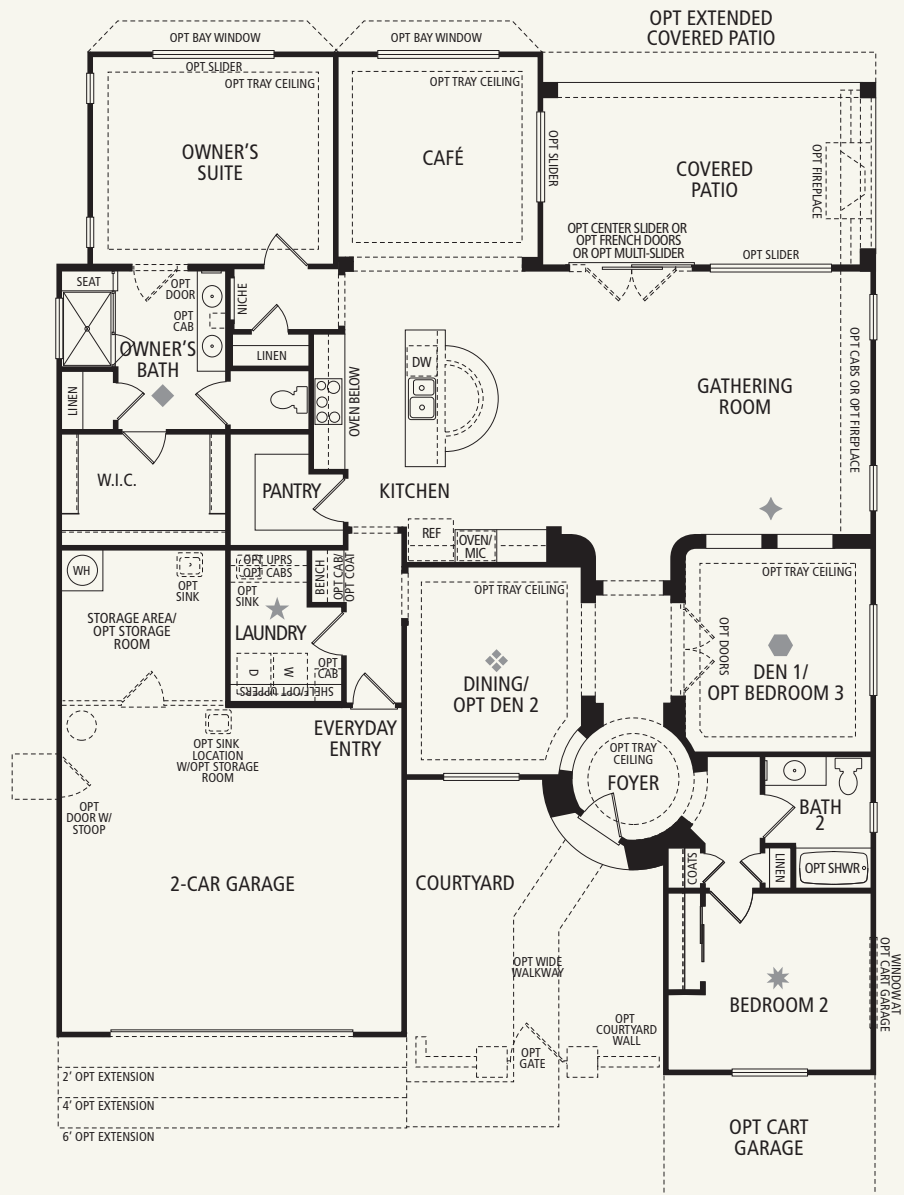 OPT EXTENDED
COVERED PATIO
OPT BAY WINDOW
OPT BAY WINDOW
OPT SLIDER
OPT TRAY CEILING
OPT TRAY CEILING
OWNER'S
SUITE
CAFÉ
OPT SLIDER
COVERED
PATIO
OPT FIREPLACE
OPT CENTER SLIDER OR
OPT FRENCH DOORS
OR OPT MULTI-SLIDER
OPT SLIDER
SEAT
OPT
DOOR
OPT
CAB
NICHE
OWNER'S
BATH
LINEN
LINEN
OVEN BELOW
DW
GATHERING
ROOM
OPT CABS OR OPT FIREPLACE
W.I.C.
PANTRY
KITCHEN
REF
OVEN/
MIC
WH
OPT
SINK
OPT UPRS
OPT CABS
OPT
SINK
BENCH
OPT CAB/
OPT COAT
STORAGE AREA/
OPT STORAGE
ROOM
LAUNDRY
D
W
OPT
CAB
SHELF/OPT UPPERS
OPT TRAY CEILING
DINING/
OPT DEN 2
OPT TRAY CEILING
OPT DOORS
DEN 1/
OPT BEDROOM 3
EVERYDAY
ENTRY
OPT SINK
LOCATION
W/OPT STORAGE
ROOM
OPT
DOOR W/
STOOP
OPT TRAY
CEILING
FOYER
BATH
2
COATS
LINEN
OPT SHWR
2-CAR GARAGE
COURTYARD
OPT WIDE
WALKWAY
BEDROOM 2
WINDOW AT
OPT CART GARAGE
OPT
COURTYARD
WALL
OPT
GATE
2' OPT EXTENSION
4' OPT EXTENSION
6' OPT EXTENSION
OPT CART
GARAGE